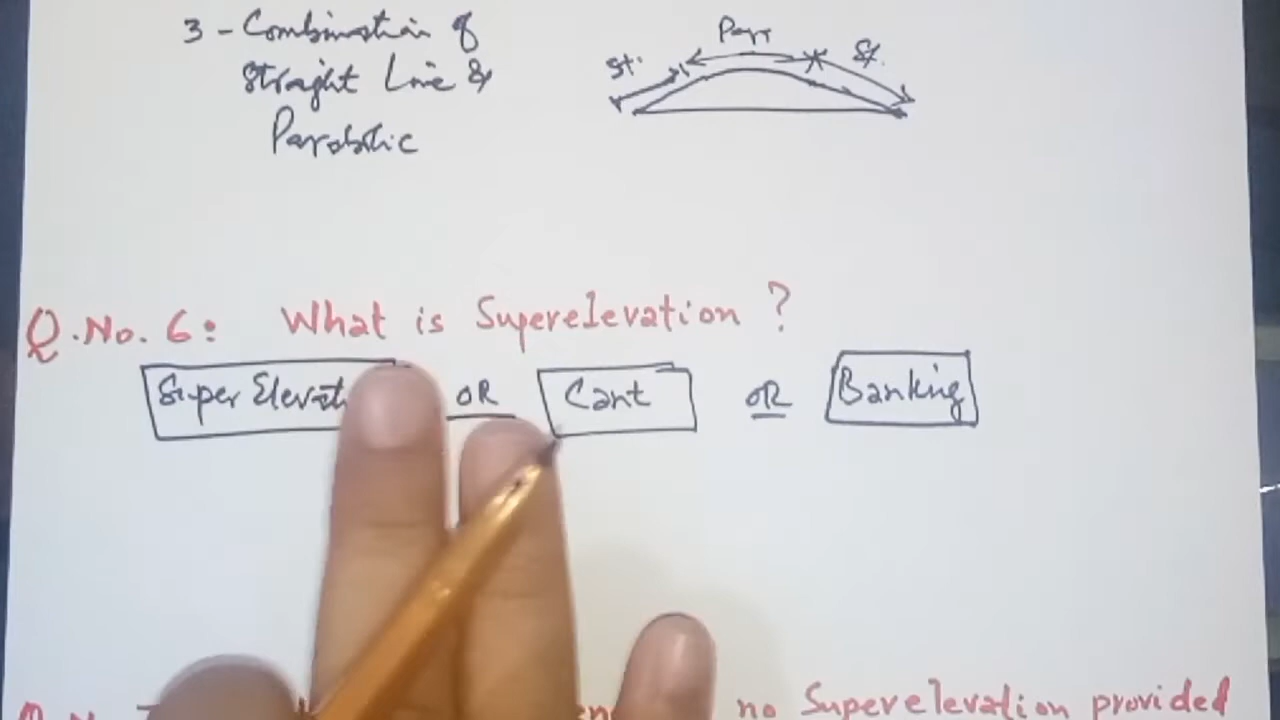 3 - Combination of
Straight Line &
Parabolic
St. Parr St.
Q.No. 6: What is Superelevation ?
Super Elevat OR Cant OR Banking
no Superelevation provided